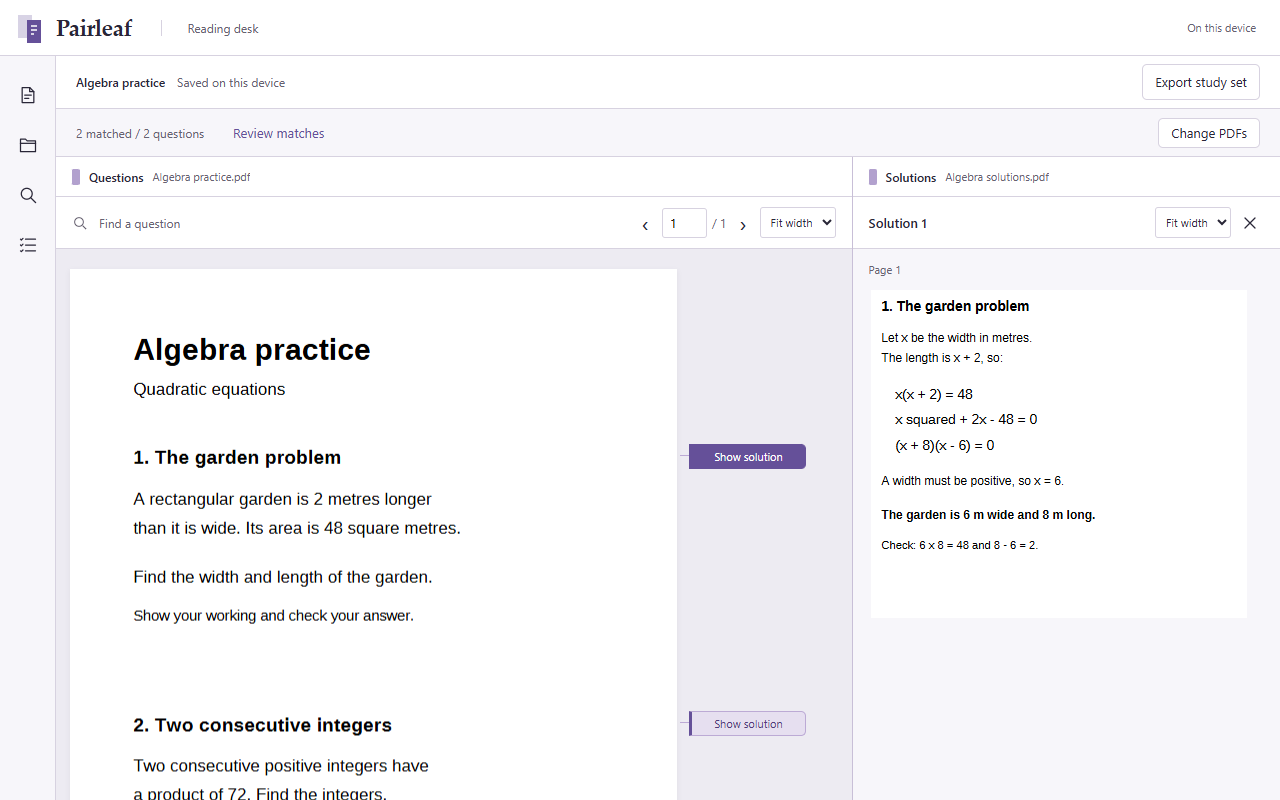 Pairleaf
Reading desk
On this device
Algebra practice Saved on this device
Export study set
2 matched / 2 questions Review matches
Change PDFs
Questions Algebra practice.pdf
Find a question
1 / 1
Fit width
Algebra practice
Quadratic equations
1. The garden problem
A rectangular garden is 2 metres longer
than it is wide. Its area is 48 square metres.
Find the width and length of the garden.
Show your working and check your answer.
Show solution
2. Two consecutive integers
Two consecutive positive integers have
a product of 72. Find the integers.
Show solution
Solutions Algebra solutions.pdf
Solution 1
Fit width
Page 1
1. The garden problem
Let x be the width in metres.
The length is x + 2, so:
x(x + 2) = 48
x squared + 2x - 48 = 0
(x + 8)(x - 6) = 0
A width must be positive, so x = 6.
The garden is 6 m wide and 8 m long.
Check: 6 x 8 = 48 and 8 - 6 = 2.